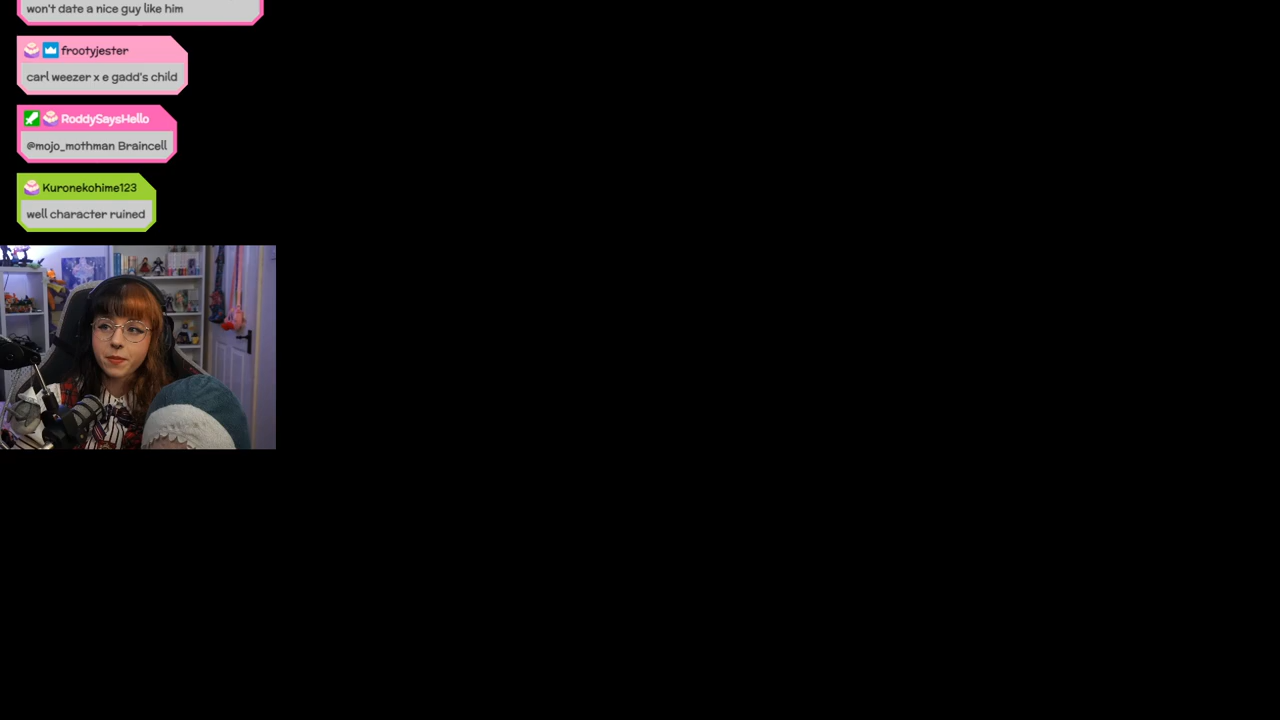 won't date a nice guy like him
frootyjester
carl weezer x e gadd's child
RoddySaysHello
@mojo_mothman Braincell
Kuronekohime123
well character ruined